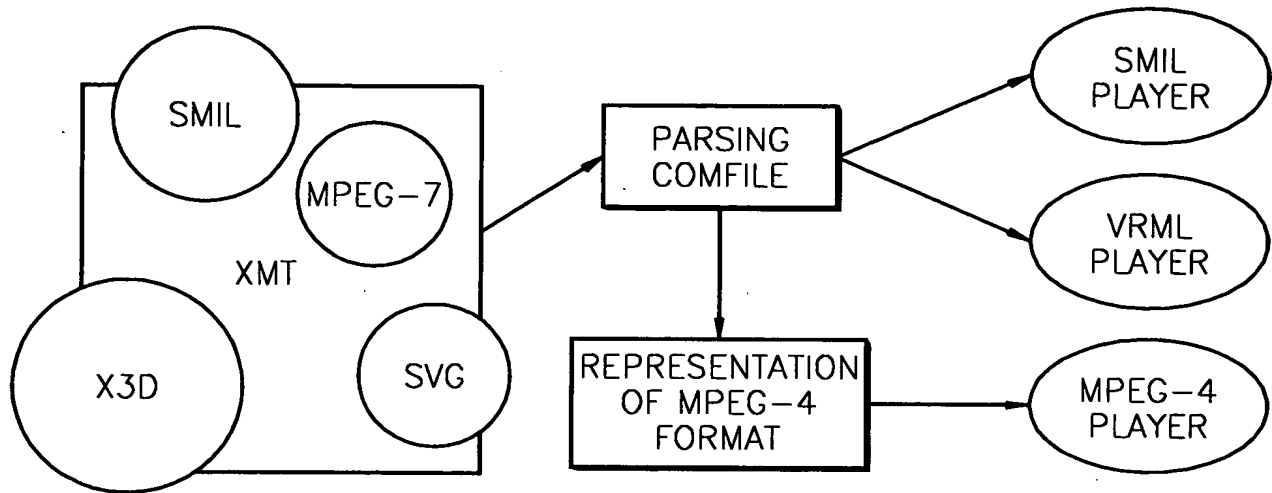 SMIL
MPEG-7
XMT
X3D
SVG
PARSING
COMFILE
REPRESENTATION
OF MPEG-4
FORMAT
SMIL
PLAYER
VRML
PLAYER
MPEG-4
PLAYER